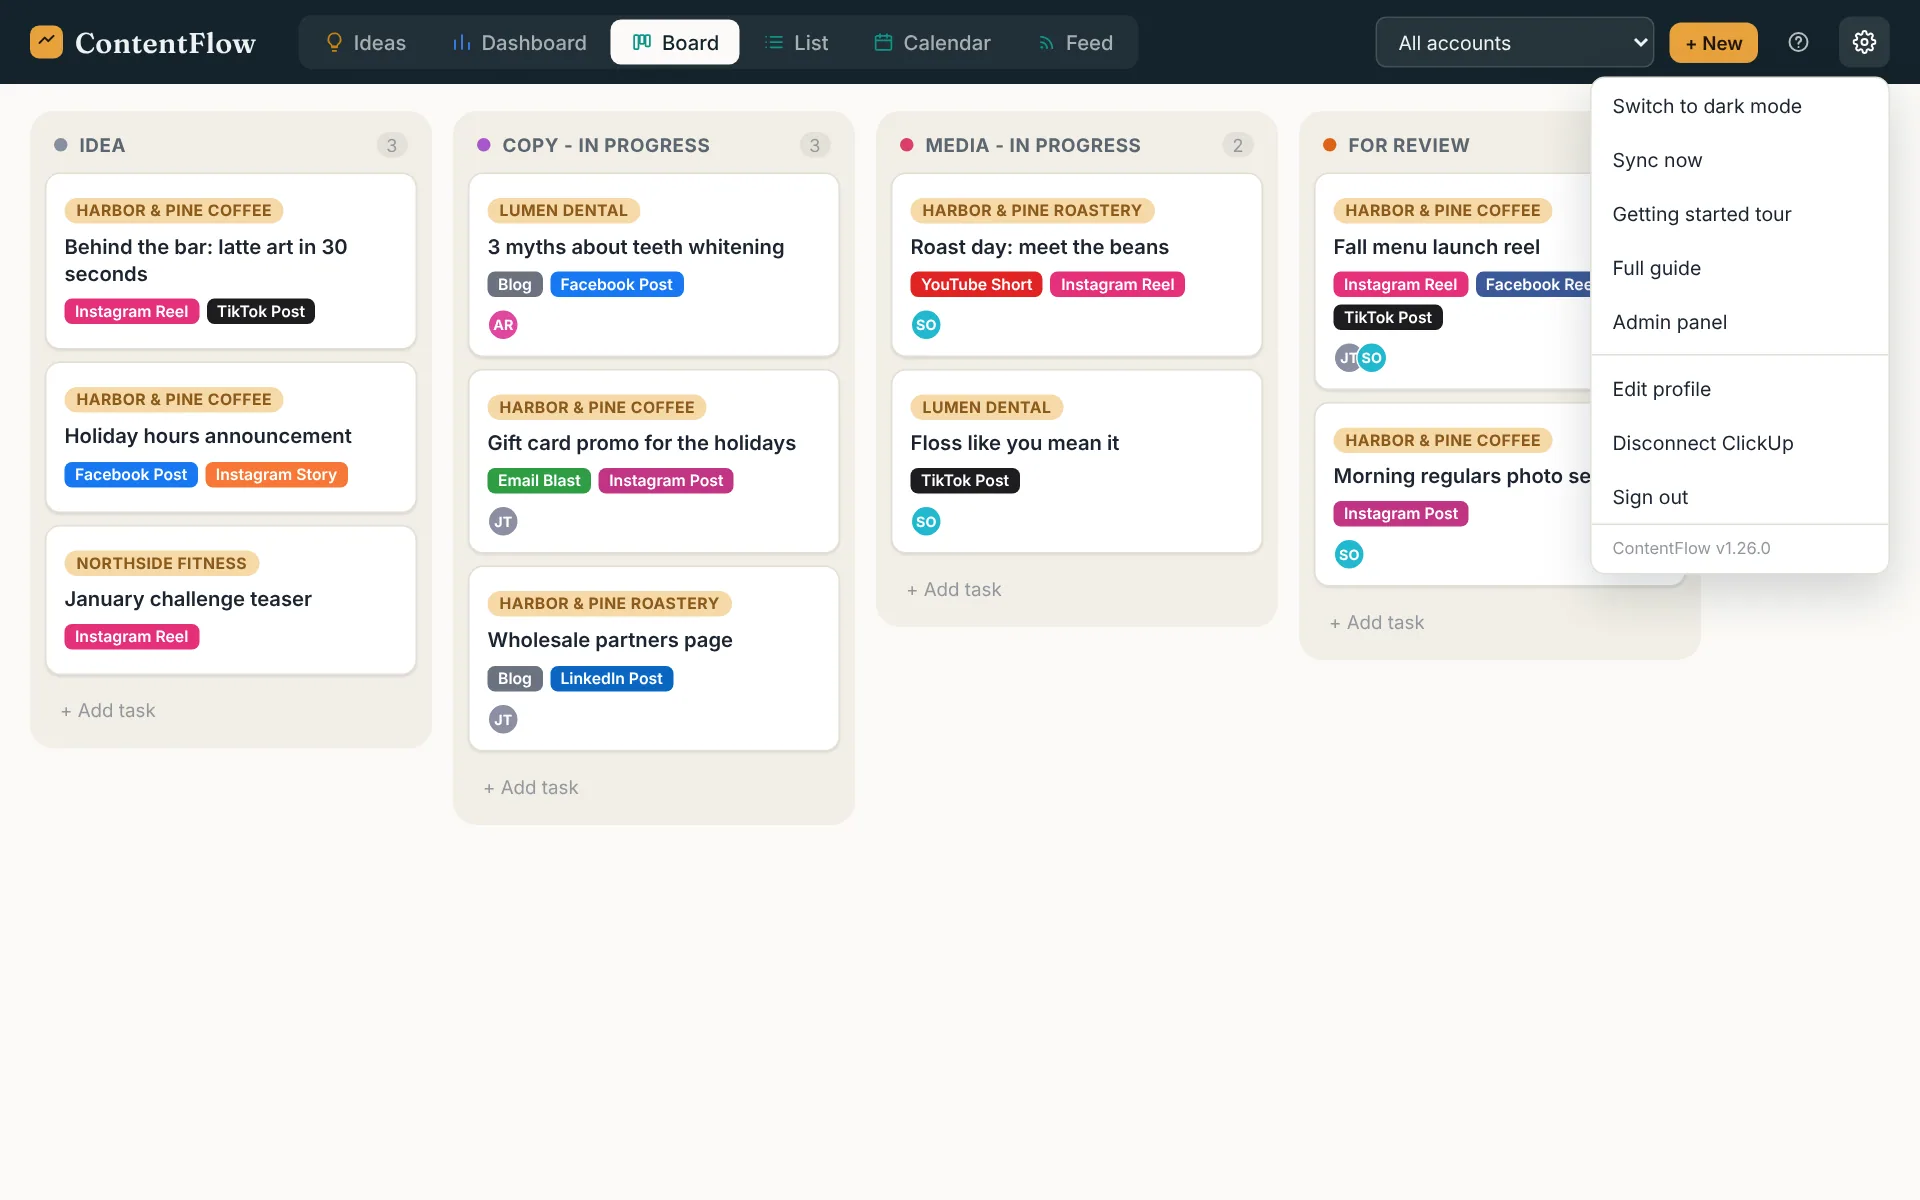 ContentFlow
Ideas
Dashboard
Board
List
Calendar
Feed
All accounts
+ New
IDEA
3
HARBOR & PINE COFFEE
Behind the bar: latte art in 30
seconds
Instagram Reel TikTok Post
HARBOR & PINE COFFEE
Holiday hours announcement
Facebook Post Instagram Story
NORTHSIDE FITNESS
January challenge teaser
Instagram Reel
+ Add task
COPY - IN PROGRESS
3
LUMEN DENTAL
3 myths about teeth whitening
Blog Facebook Post
AR
HARBOR & PINE COFFEE
Gift card promo for the holidays
Email Blast Instagram Post
JT
HARBOR & PINE ROASTERY
Wholesale partners page
Blog LinkedIn Post
JT
+ Add task
MEDIA - IN PROGRESS
2
HARBOR & PINE ROASTERY
Roast day: meet the beans
YouTube Short Instagram Reel
SO
LUMEN DENTAL
Floss like you mean it
TikTok Post
SO
+ Add task
FOR REVIEW
HARBOR & PINE COFFEE
Fall menu launch reel
Instagram Reel Facebook Ree
TikTok Post
JT SO
HARBOR & PINE COFFEE
Morning regulars photo se
Instagram Post
SO
+ Add task
Switch to dark mode
Sync now
Getting started tour
Full guide
Admin panel
Edit profile
Disconnect ClickUp
Sign out
ContentFlow v1.26.0